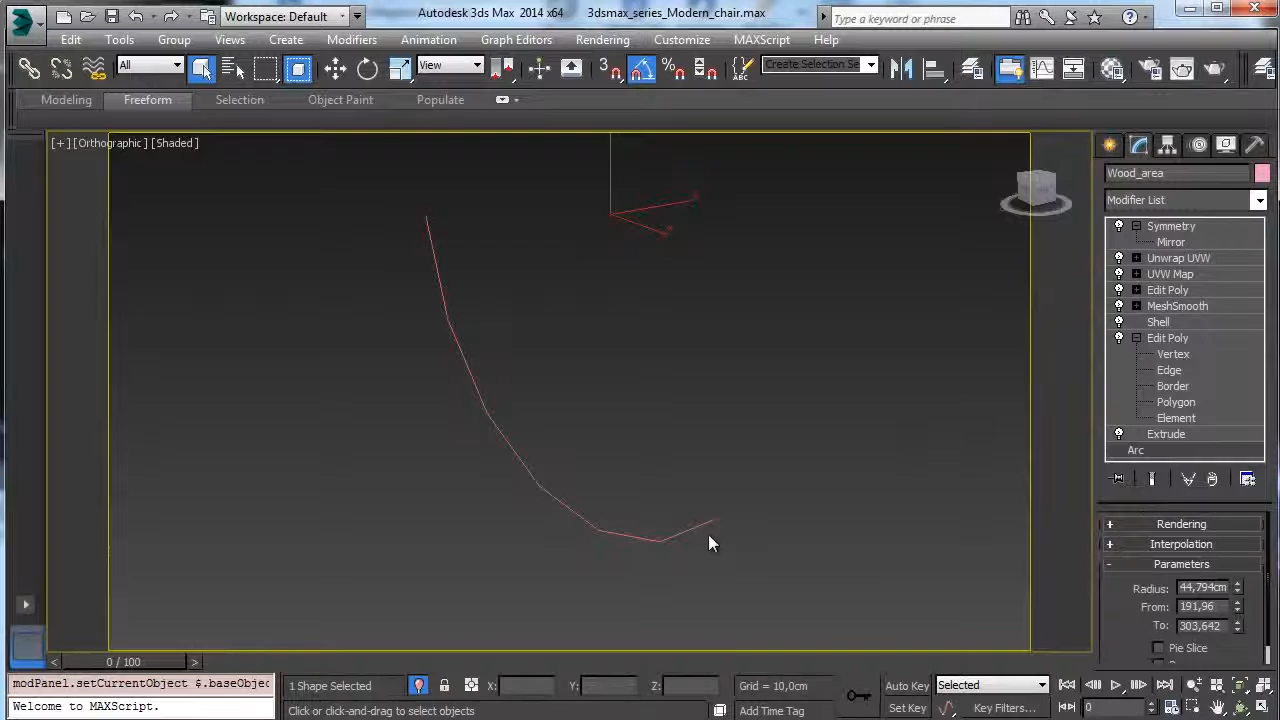 Workspace: Default
Autodesk 3ds Max 2014 x64
3dsmax_series_Modern_chair.max
Type a keyword or phrase
Edit
Tools
Group
Views
Create
Modifiers
Animation
Graph Editors
Rendering
Customize
MAXScript
Help
All
View
Create Selection Se
Modeling
Freeform
Selection
Object Paint
Populate
[+][Orthographic][Shaded]
Wood_area
Modifier List
Symmetry
Mirror
Unwrap UVW
UVW Map
Edit Poly
MeshSmooth
Shell
Edit Poly
Vertex
Edge
Border
Polygon
Element
Extrude
Arc
Rendering
Interpolation
Parameters
Radius: 44,794cm
From: 191,96
To: 303,642
Pie Slice
0 / 100
modPanel.setCurrentObject $.baseObjec
Welcome to MAXScript.
1 Shape Selected
X:
Y:
Z:
Grid = 10,0cm
Auto Key
Selected
Click or click-and-drag to select objects
Add Time Tag
Set Key
Key Filters...
0